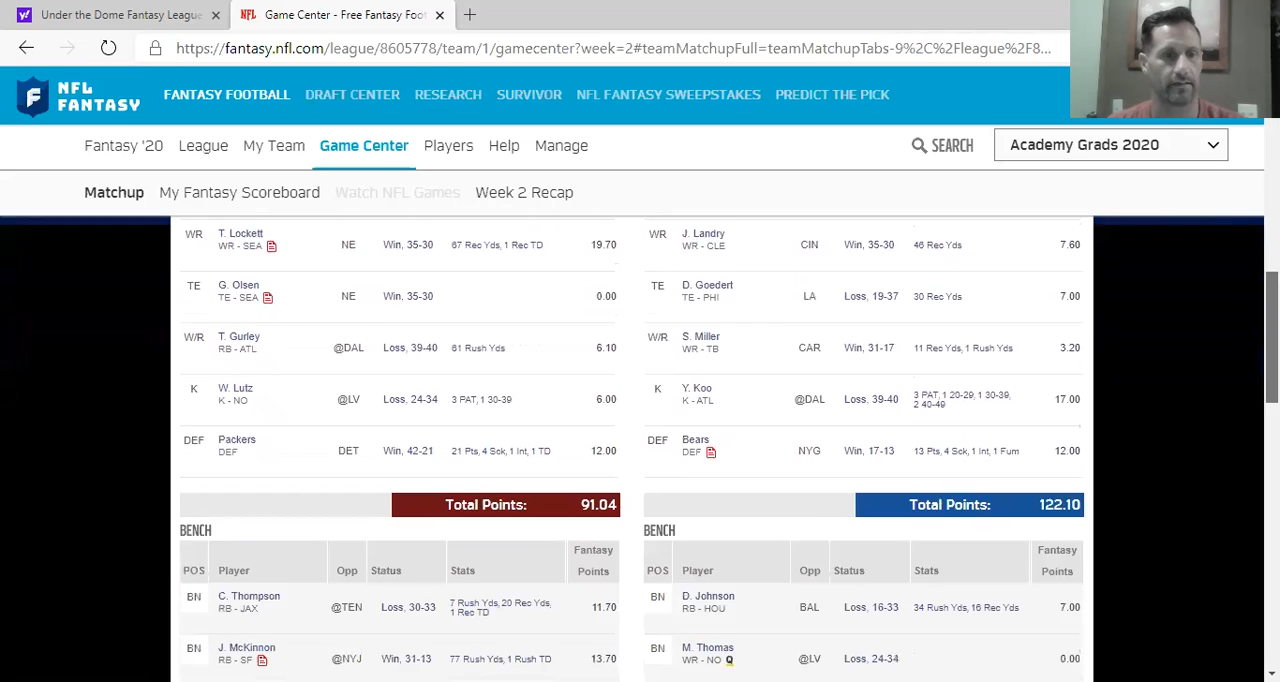 Under the Dome Fantasy League
NFL Game Center - Free Fantasy Foo
https://fantasy.nfl.com/league/8605778/team/1/gamecenter?week=2#teamMatchupFull=teamMatchupTabs-9%2C%2Fleague%2F8...
NFL FANTASY FANTASY FOOTBALL DRAFT CENTER RESEARCH SURVIVOR NFL FANTASY SWEEPSTAKES PREDICT THE PICK
Fantasy '20 League My Team Game Center Players Help Manage SEARCH Academy Grads 2020
Matchup My Fantasy Scoreboard Watch NFL Games Week 2 Recap
WR T. Lockett WR - SEA NE Win, 35-30 67 Rec Yds, 1 Rec TD 19.70
WR J. Landry WR - CLE CIN Win, 35-30 46 Rec Yds 7.60
TE G. Olsen TE - SEA NE Win, 35-30 0.00
TE D. Goedert TE - PHI LA Loss, 19-37 30 Rec Yds 7.00
W/R T. Gurley RB - ATL @DAL Loss, 39-40 61 Rush Yds 6.10
W/R S. Miller WR - TB CAR Win, 31-17 11 Rec Yds, 1 Rush Yds 3.20
K W. Lutz K - NO @LV Loss, 24-34 3 PAT, 1 30-39 6.00
K Y. Koo K - ATL @DAL Loss, 39-40 3 PAT, 1 20-29, 1 30-39, 2 40-49 17.00
DEF Packers DEF DET Win, 42-21 21 Pts, 4 Sck, 1 Int, 1 TD 12.00
DEF Bears DEF NYG Win, 17-13 13 Pts, 4 Sck, 1 Int, 1 Fum 12.00
Total Points: 91.04
Total Points: 122.10
BENCH
BENCH
POS Player Opp Status Stats Fantasy Points
POS Player Opp Status Stats Fantasy Points
BN C. Thompson RB - JAX @TEN Loss, 30-33 7 Rush Yds, 20 Rec Yds, 1 Rec TD 11.70
BN D. Johnson RB - HOU BAL Loss, 16-33 34 Rush Yds, 16 Rec Yds 7.00
BN J. McKinnon RB - SF @NYJ Win, 31-13 77 Rush Yds, 1 Rush TD 13.70
BN M. Thomas WR - NO Q @LV Loss, 24-34 0.00